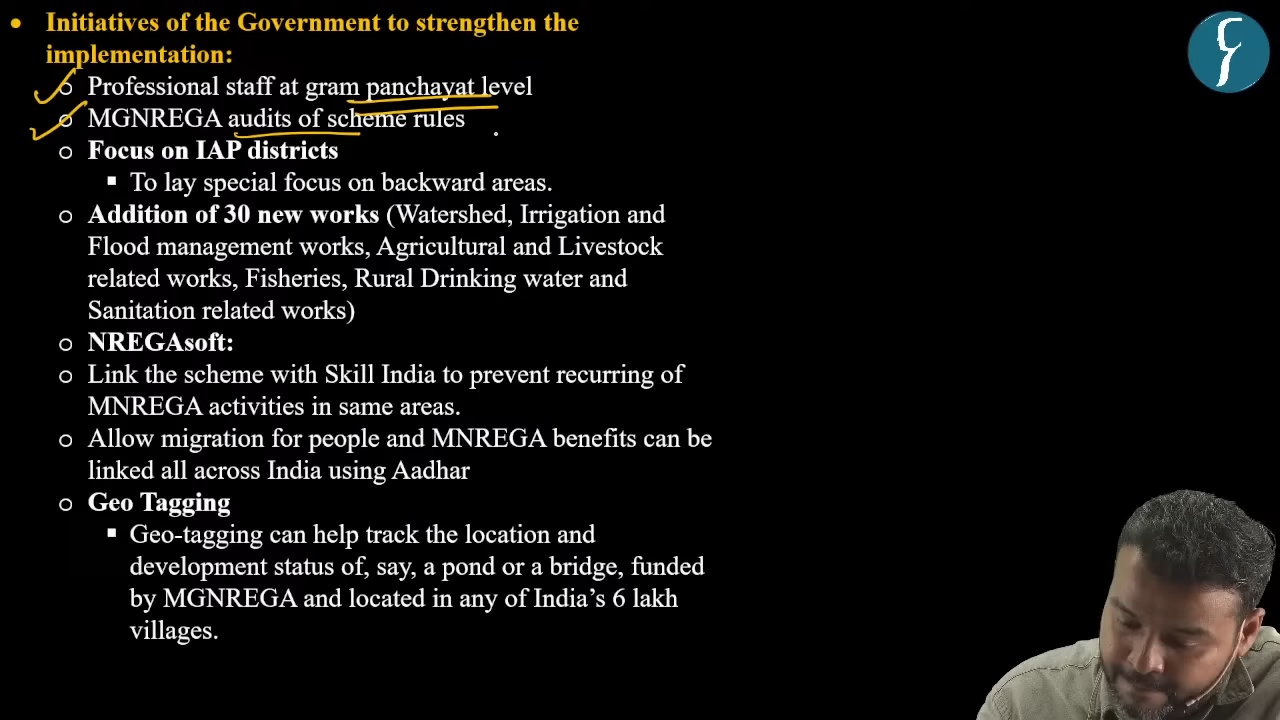 • Initiatives of the Government to strengthen the
implementation:
o Professional staff at gram panchayat level
o MGNREGA audits of scheme rules
o Focus on IAP districts
▪ To lay special focus on backward areas.
o Addition of 30 new works (Watershed, Irrigation and
Flood management works, Agricultural and Livestock
related works, Fisheries, Rural Drinking water and
Sanitation related works)
o NREGAsoft:
o Link the scheme with Skill India to prevent recurring of
MNREGA activities in same areas.
o Allow migration for people and MNREGA benefits can be
linked all across India using Aadhar
o Geo Tagging
▪ Geo-tagging can help track the location and
development status of, say, a pond or a bridge, funded
by MGNREGA and located in any of India’s 6 lakh
villages.